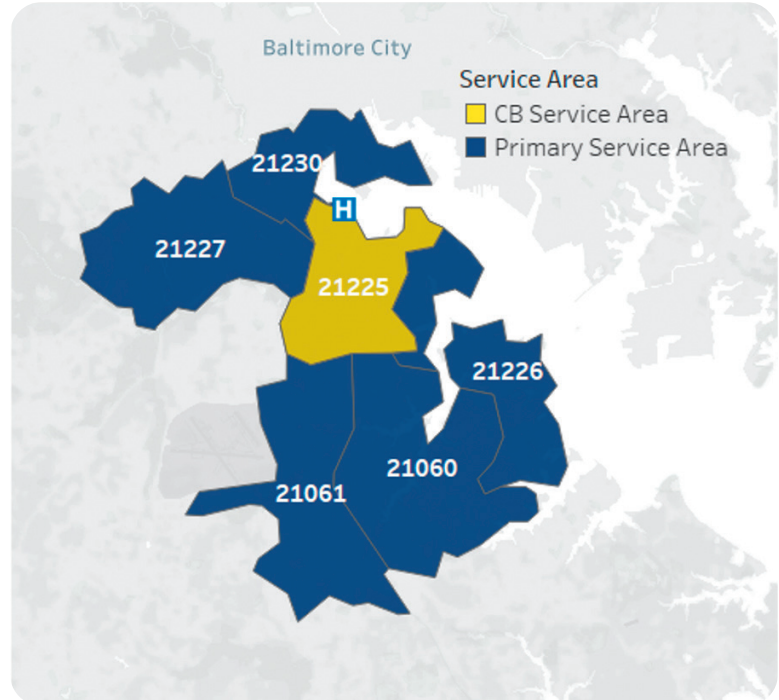 Baltimore City
Service Area
CB Service Area
Primary Service Area
21230
H
21227
21225
21226
21060
21061